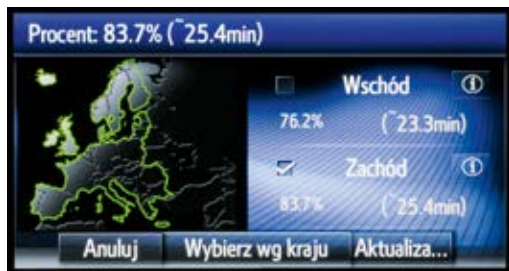 Procent: 83.7% (~25.4min)
Wschód
76.2% (~23.3min)
Zachód
83.7% (~25.4min)
Anuluj Wybierz wg kraju Aktualiza...